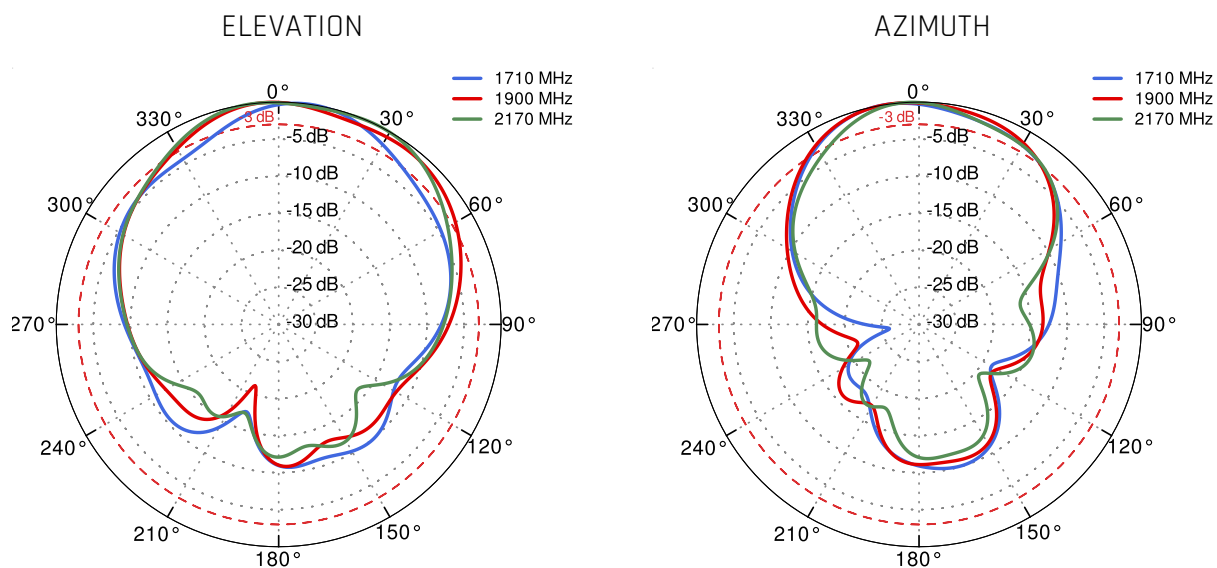 ELEVATION
1710 MHz
1900 MHz
2170 MHz
0°
30°
60°
90°
120°
150°
180°
210°
240°
270°
300°
330°
3 dB
-5 dB
-10 dB
-15 dB
-20 dB
-25 dB
-30 dB
AZIMUTH
1710 MHz
1900 MHz
2170 MHz
0°
30°
60°
90°
120°
150°
180°
210°
240°
270°
300°
330°
-3 dB
-5 dB
-10 dB
-15 dB
-20 dB
-25 dB
-30 dB